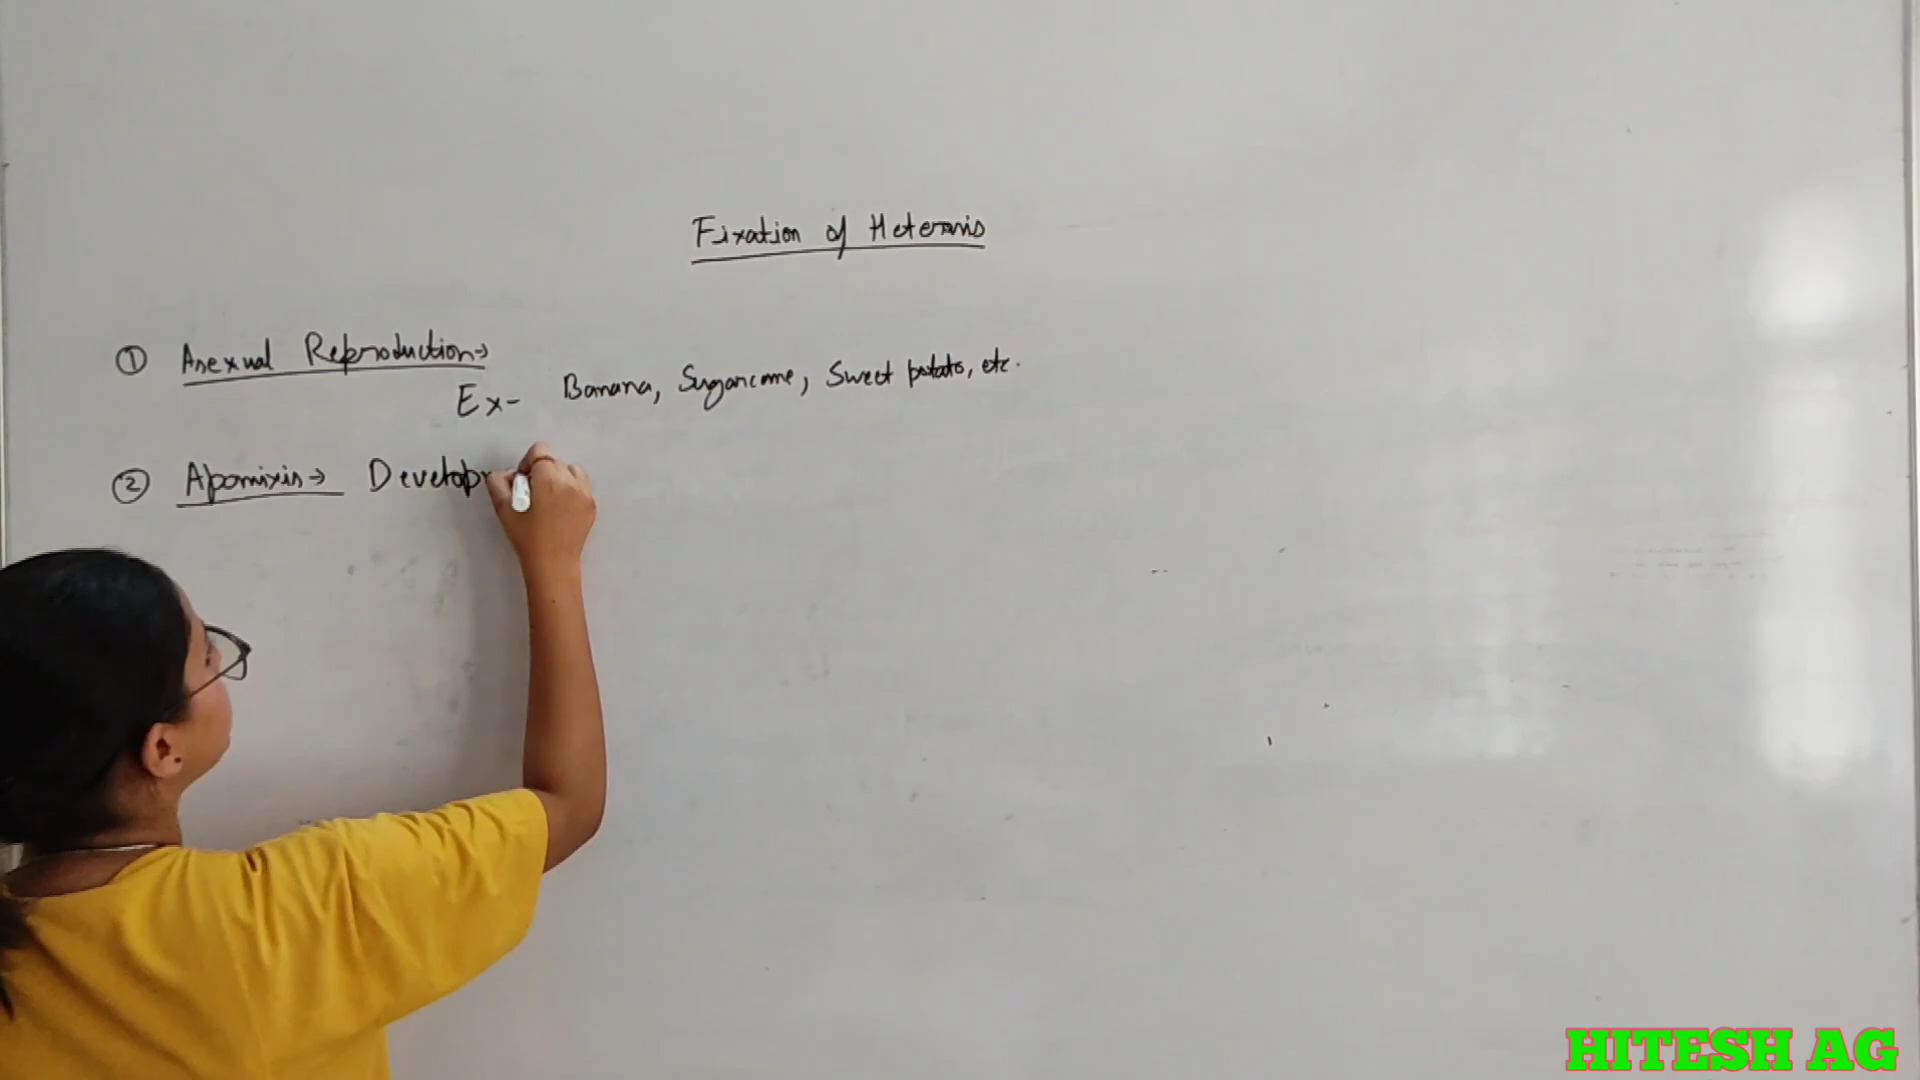 Fixation of Heterosis
① Asexual Reproduction→
Ex- Banana, Sugarcane, Sweet potato, etc.
② Apomixis→ Develop
HITESH AG